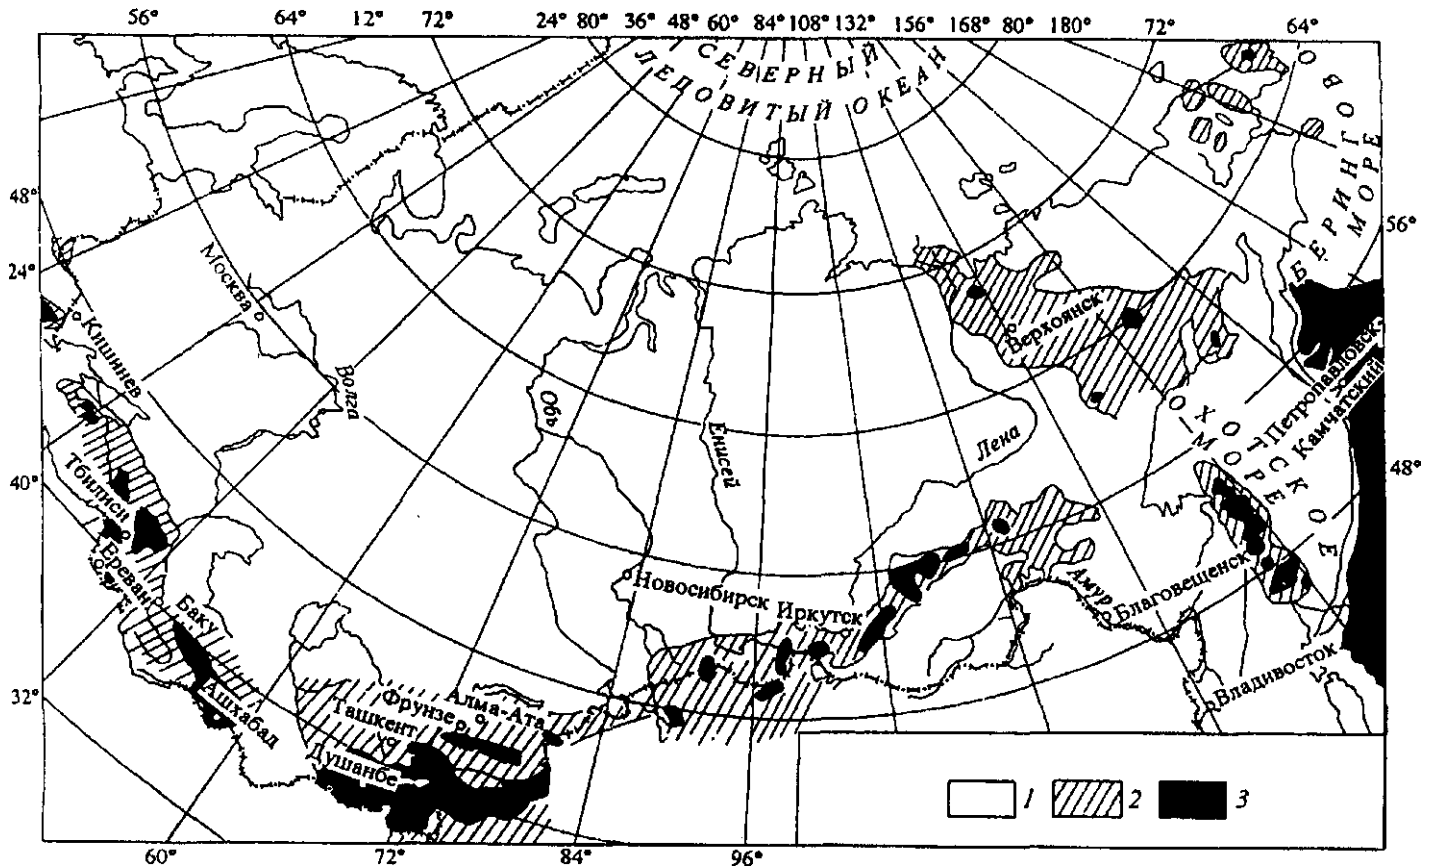 56° 64° 12° 72° 24° 80° 36° 48° 60° 84° 108° 132° 156° 168° 80° 180° 72° 64°
СЕВЕРНЫЙ
ЛЕДОВИТЫЙ ОКЕАН
БЕРИНГОВО
МОРЕ
48°
56°
24°
Москва
Кишинев
Верхоянск
Волга
Обь
Енисей
Лена
ОХОТСКОЕ
МОРЕ
Петропавловск-
Камчатский
48°
40°
Тбилиси
Ереван
Баку
Новосибирск
Иркутск
Амур
Благовещенск
Владивосток
32°
Ашхабад
Алма-Ата
Фрунзе
Ташкент
Душанбе
1 2 3
60° 72° 84° 96°